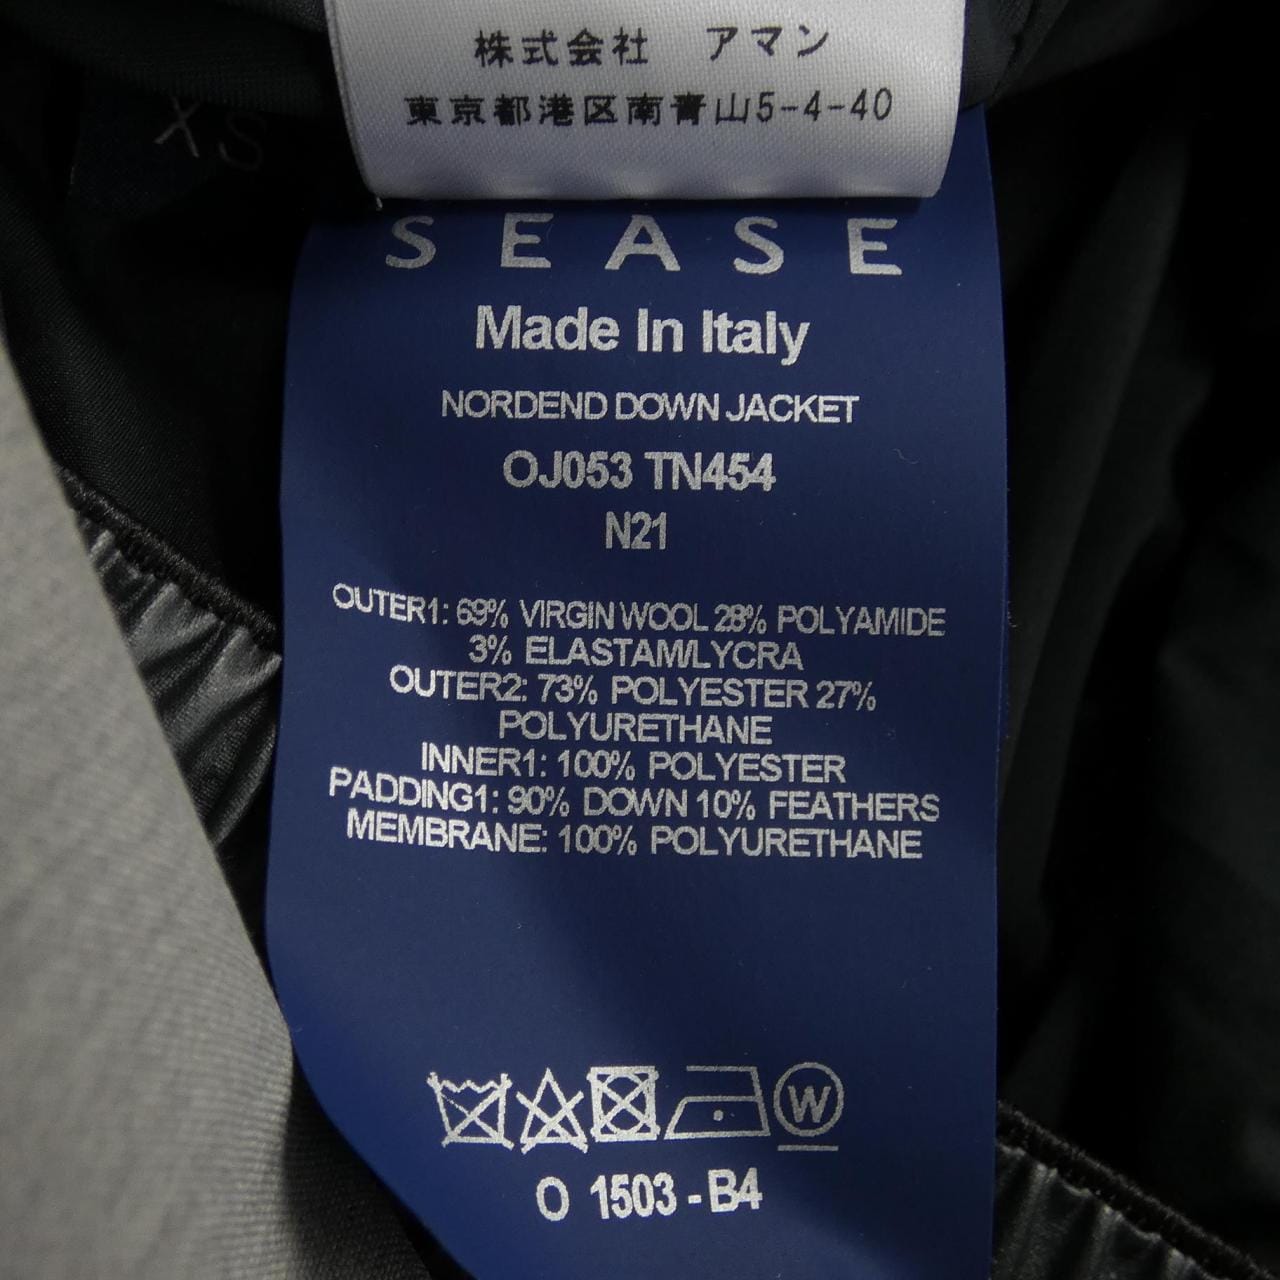 株式会社　アマン
東京都港区南青山5-4-40
XS
SEASE
Made In Italy
NORDEND DOWN JACKET
OJ053 TN454
N21
OUTER1: 69% VIRGIN WOOL 28% POLYAMIDE
3% ELASTAM/LYCRA
OUTER2: 73% POLYESTER 27%
POLYURETHANE
INNER1: 100% POLYESTER
PADDING1: 90% DOWN 10% FEATHERS
MEMBRANE: 100% POLYURETHANE
W
O 1503 - B4